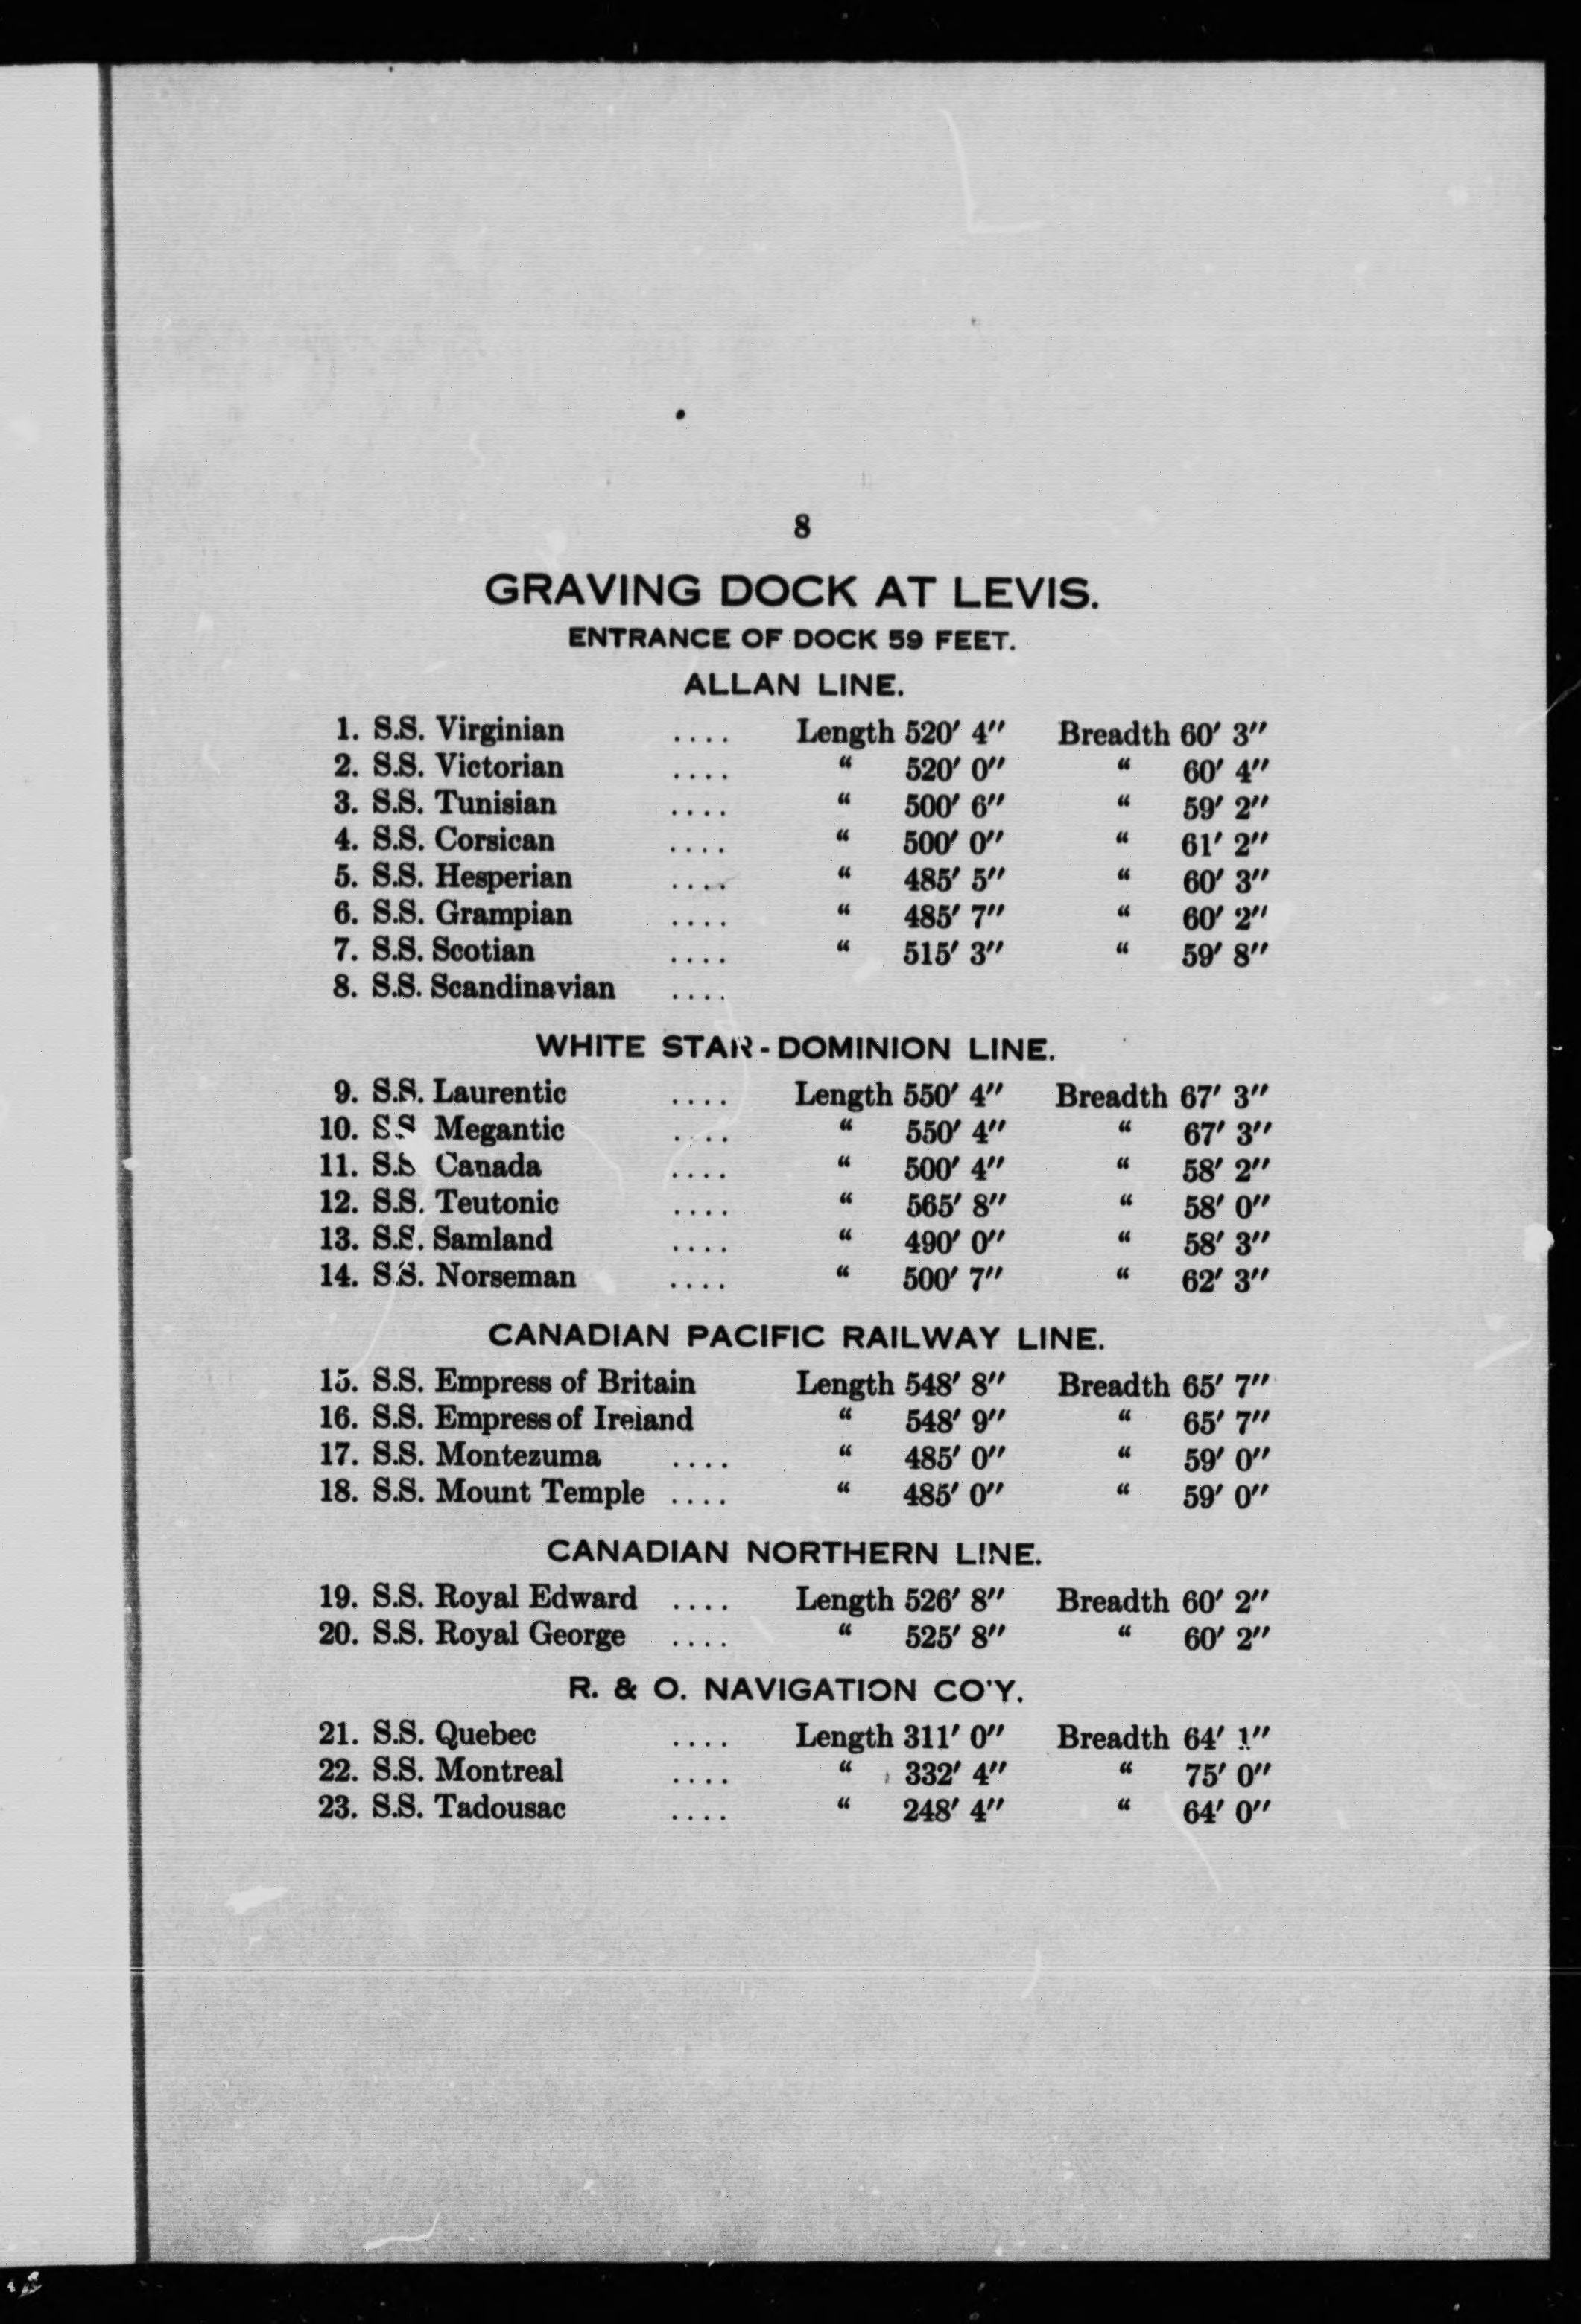 8
GRAVING DOCK AT LEVIS.
ENTRANCE OF DOCK 59 FEET.
ALLAN LINE.
1. S.S. Virginian .... Length 520′ 4″ Breadth 60′ 3″
2. S.S. Victorian .... “ 520′ 0″ “ 60′ 4″
3. S.S. Tunisian .... “ 500′ 6″ “ 59′ 2″
4. S.S. Corsican .... “ 500′ 0″ “ 61′ 2″
5. S.S. Hesperian .... “ 485′ 5″ “ 60′ 3″
6. S.S. Grampian .... “ 485′ 7″ “ 60′ 2″
7. S.S. Scotian .... “ 515′ 3″ “ 59′ 8″
8. S.S. Scandinavian ....
WHITE STAR-DOMINION LINE.
9. S.S. Laurentic .... Length 550′ 4″ Breadth 67′ 3″
10. S.S Megantic .... “ 550′ 4″ “ 67′ 3″
11. S.S Canada .... “ 500′ 4″ “ 58′ 2″
12. S.S. Teutonic .... “ 565′ 8″ “ 58′ 0″
13. S.S. Samland .... “ 490′ 0″ “ 58′ 3″
14. S.S. Norseman .... “ 500′ 7″ “ 62′ 3″
CANADIAN PACIFIC RAILWAY LINE.
15. S.S. Empress of Britain Length 548′ 8″ Breadth 65′ 7″
16. S.S. Empress of Ireland “ 548′ 9″ “ 65′ 7″
17. S.S. Montezuma .... “ 485′ 0″ “ 59′ 0″
18. S.S. Mount Temple .... “ 485′ 0″ “ 59′ 0″
CANADIAN NORTHERN LINE.
19. S.S. Royal Edward .... Length 526′ 8″ Breadth 60′ 2″
20. S.S. Royal George .... “ 525′ 8″ “ 60′ 2″
R. & O. NAVIGATION CO'Y.
21. S.S. Quebec .... Length 311′ 0″ Breadth 64′ 1″
22. S.S. Montreal .... “ 332′ 4″ “ 75′ 0″
23. S.S. Tadousac .... “ 248′ 4″ “ 64′ 0″